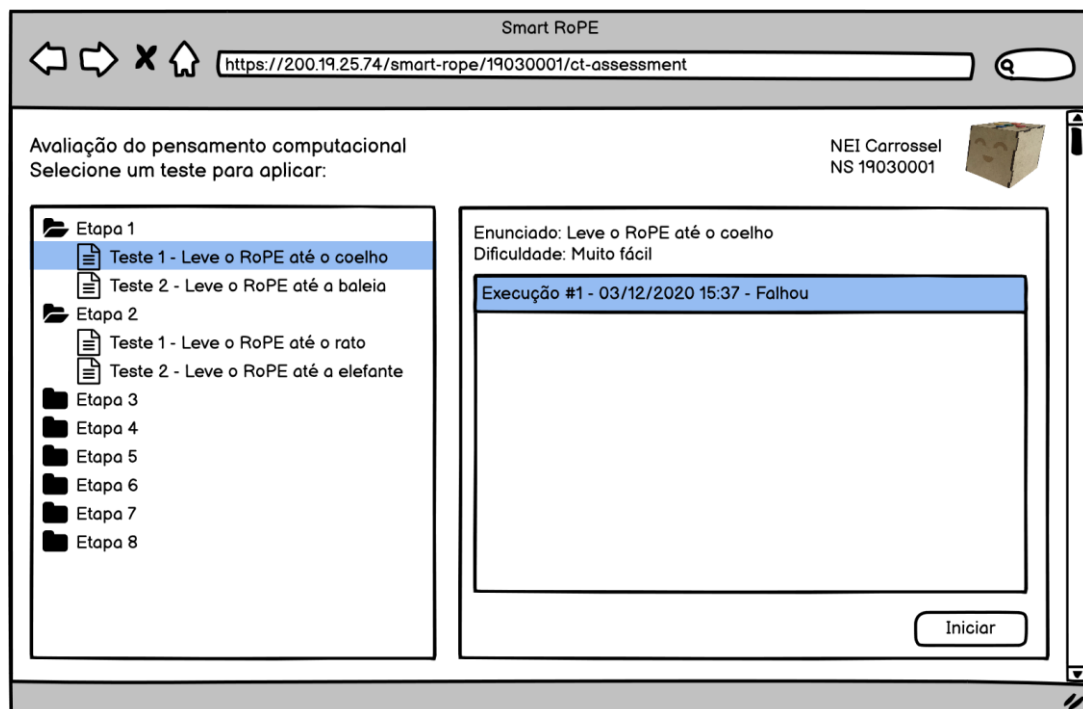 Smart RoPE
https://200.19.25.74/smart-rope/19030001/ct-assessment
Avaliação do pensamento computacional
Selecione um teste para aplicar:
NEI Carrossel
NS 19030001
Etapa 1
Teste 1 - Leve o RoPE até o coelho
Teste 2 - Leve o RoPE até a baleia
Etapa 2
Teste 1 - Leve o RoPE até o rato
Teste 2 - Leve o RoPE até a elefante
Etapa 3
Etapa 4
Etapa 5
Etapa 6
Etapa 7
Etapa 8
Enunciado: Leve o RoPE até o coelho
Dificuldade: Muito fácil
Execução #1 - 03/12/2020 15:37 - Falhou
Iniciar